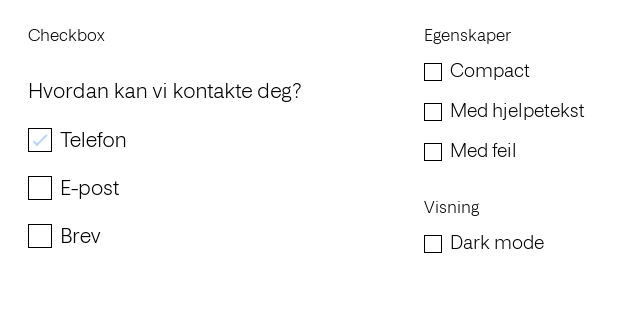 Checkbox
Hvordan kan vi kontakte deg?
Telefon
E-post
Brev
Egenskaper
Compact
Med hjelpetekst
Med feil
Visning
Dark mode